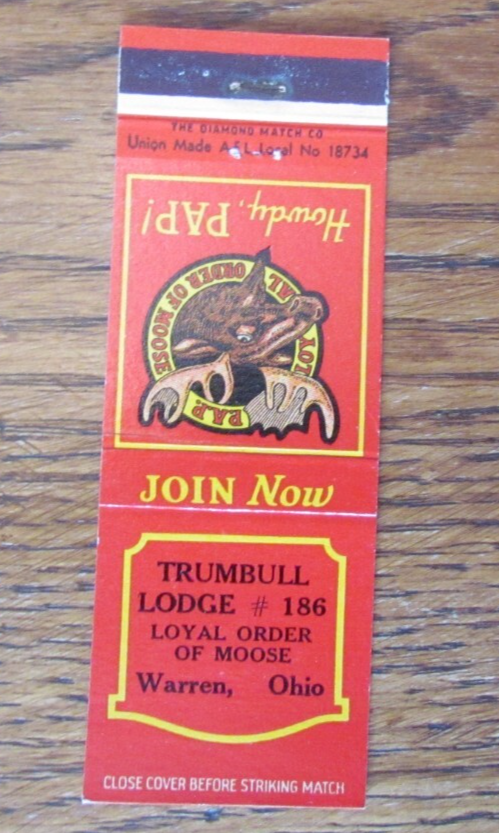 THE DIAMOND MATCH CO
Union Made A.F.L. Local No 18734
Howdy, PAP!
LOYAL ORDER OF MOOSE
P.A.P.
JOIN Now
TRUMBULL
LODGE # 186
LOYAL ORDER
OF MOOSE
Warren, Ohio
CLOSE COVER BEFORE STRIKING MATCH